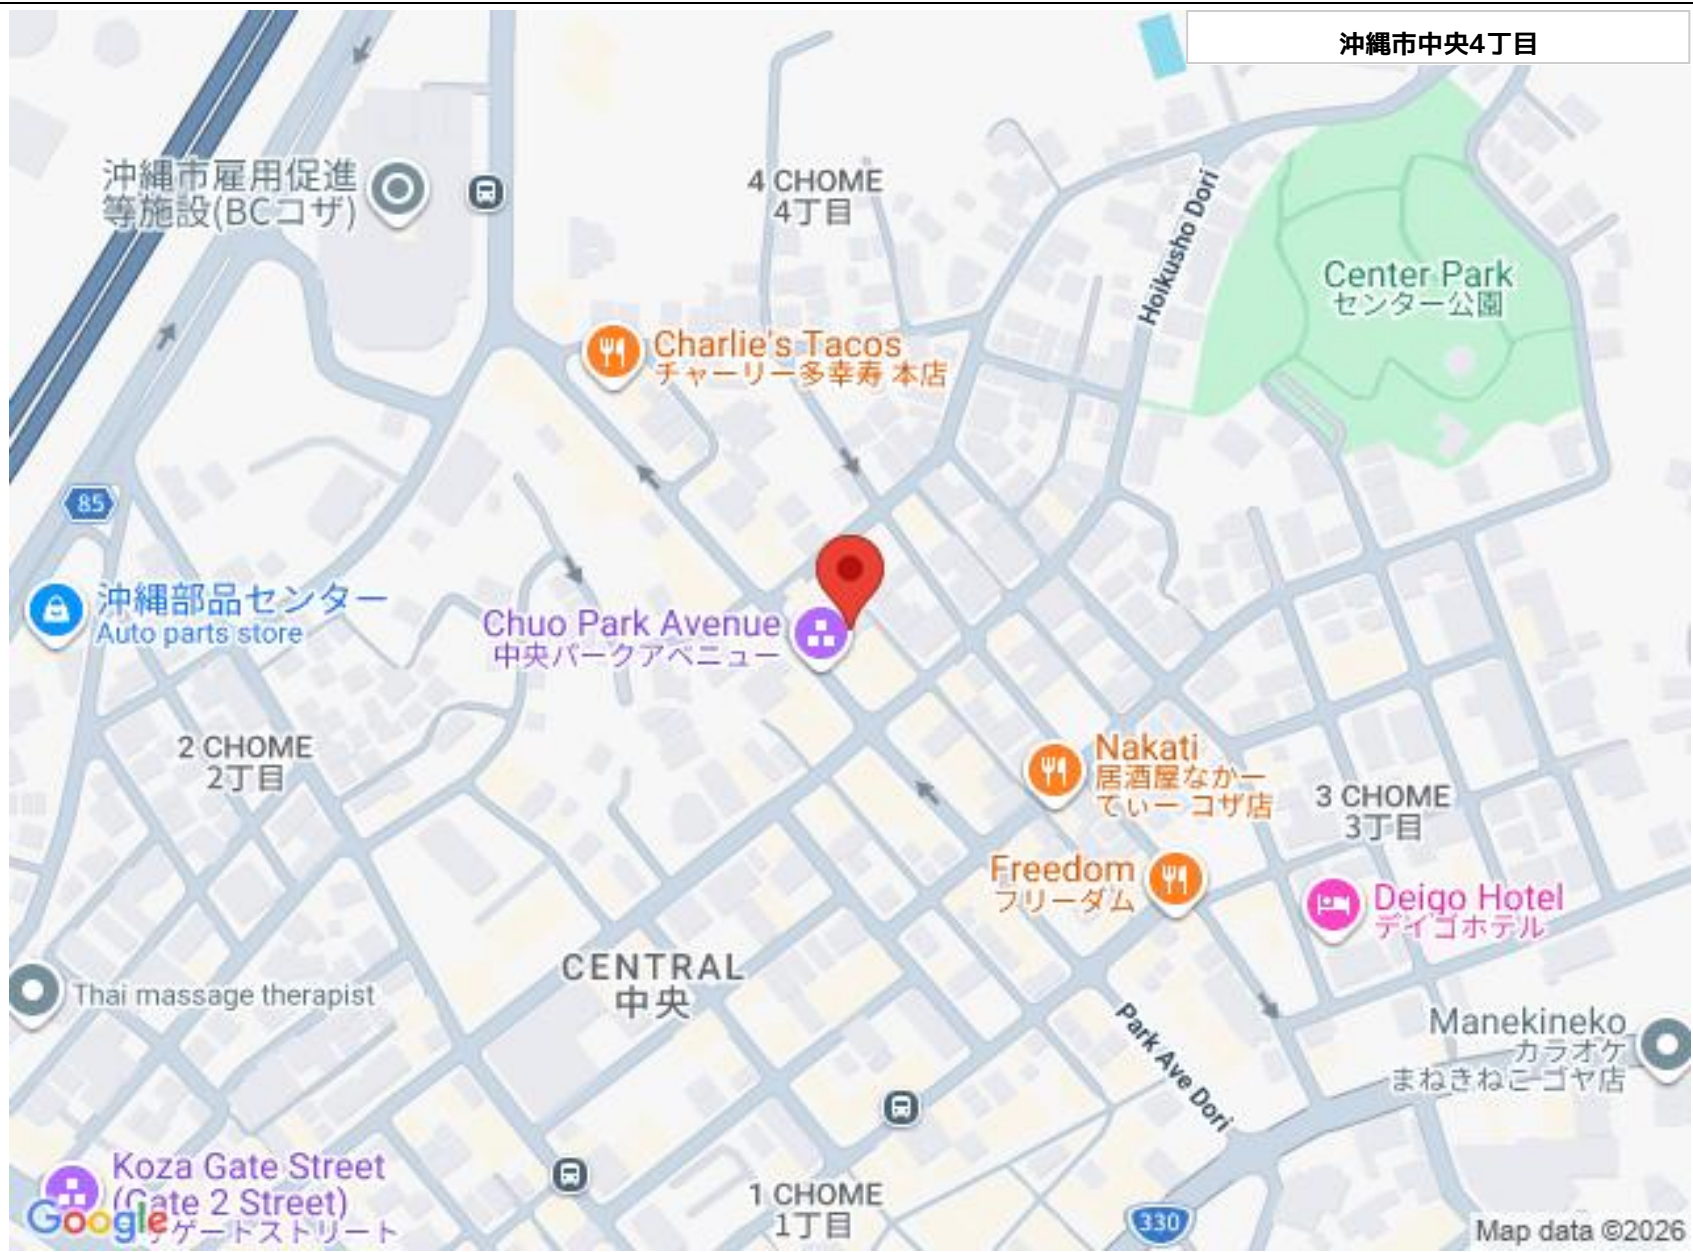 沖縄市中央4丁目
沖縄市雇用促進
等施設(BCコザ)
4 CHOME
4丁目
Hoikusho Dori
Center Park
センター公園
Charlie's Tacos
チャーリー多幸寿 本店
85
沖縄部品センター
Auto parts store
Chuo Park Avenue
中央パークアベニュー
2 CHOME
2丁目
Nakati
居酒屋なかー
てぃー コザ店
3 CHOME
3丁目
Freedom
フリーダム
Deigo Hotel
デイゴホテル
CENTRAL
中央
Thai massage therapist
Park Ave Dori
Manekineko
カラオケ
まねきねこ ゴヤ店
Koza Gate Street
(Gate 2 Street)
ゲートストリート
Google
1 CHOME
1丁目
330
Map data ©2026